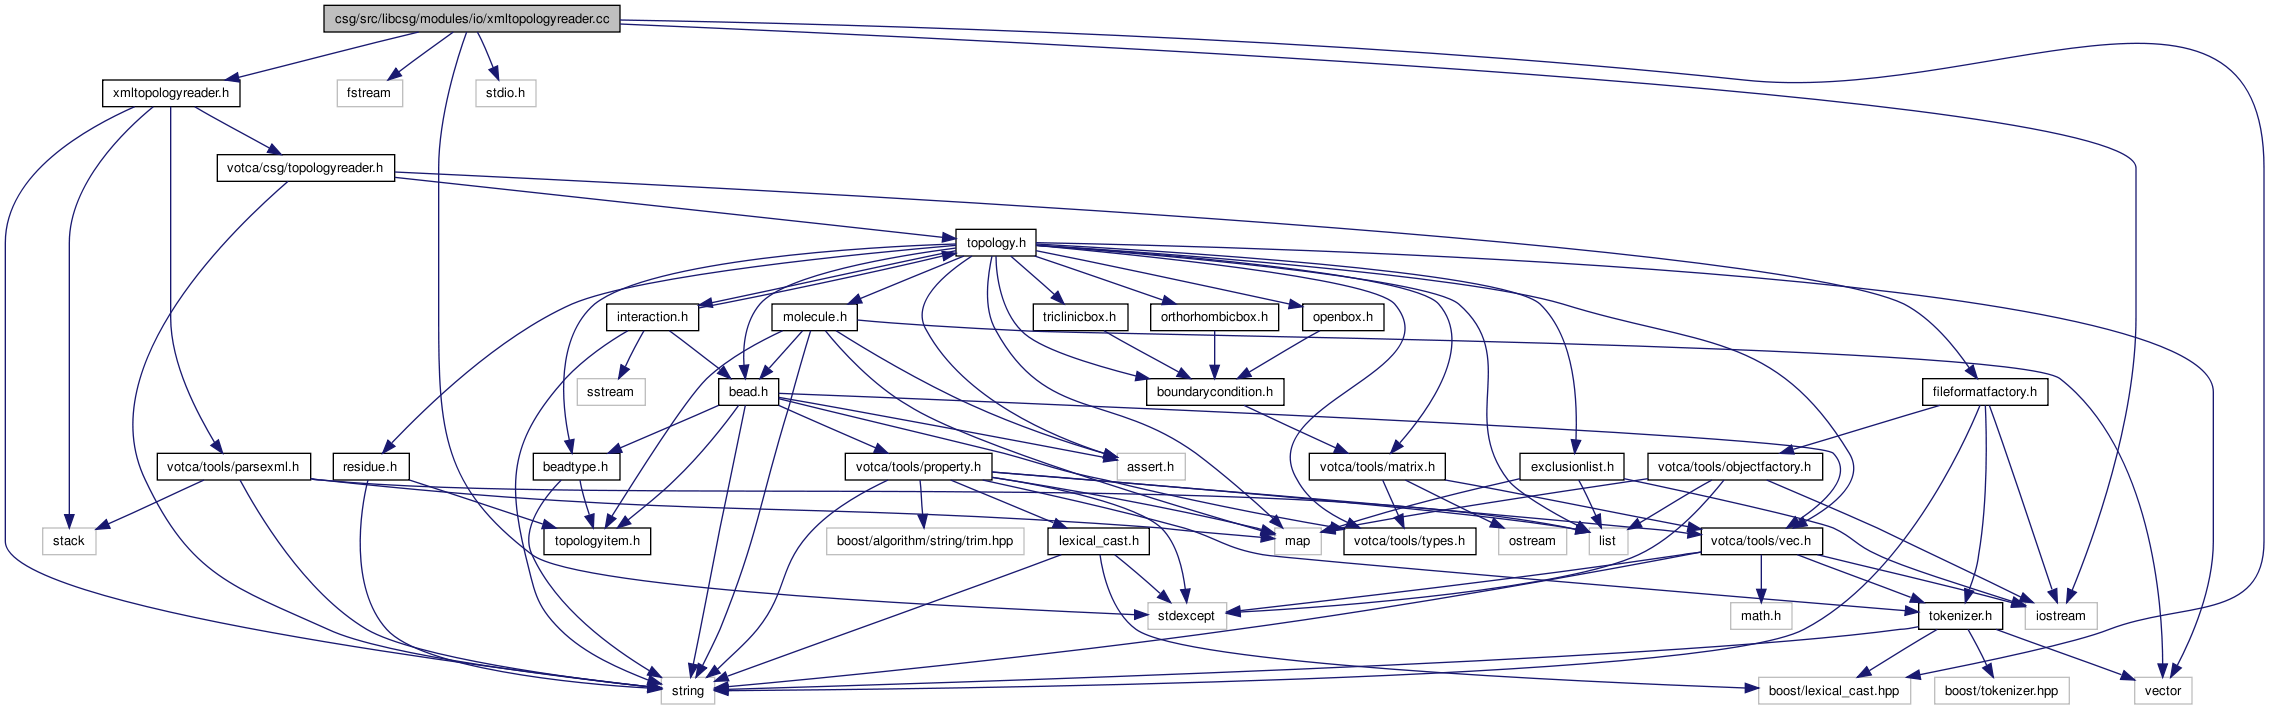 csg/src/libcsg/modules/io/xmltopologyreader.cc
xmltopologyreader.h
fstream
stdio.h
votca/csg/topologyreader.h
topology.h
interaction.h
molecule.h
triclinicbox.h
orthorhombicbox.h
openbox.h
sstream
bead.h
boundarycondition.h
fileformatfactory.h
votca/tools/parsexml.h
residue.h
beadtype.h
votca/tools/property.h
assert.h
votca/tools/matrix.h
exclusionlist.h
votca/tools/objectfactory.h
stack
topologyitem.h
boost/algorithm/string/trim.hpp
lexical_cast.h
map
votca/tools/types.h
ostream
list
votca/tools/vec.h
stdexcept
math.h
tokenizer.h
iostream
string
boost/lexical_cast.hpp
boost/tokenizer.hpp
vector